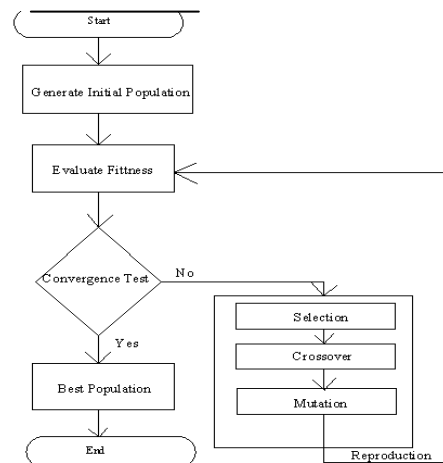 Start
Generate Initial Population
Evaluate Fittness
Convergence Test
No
Yes
Selection
Crossover
Mutation
Best Population
End
Reproduction